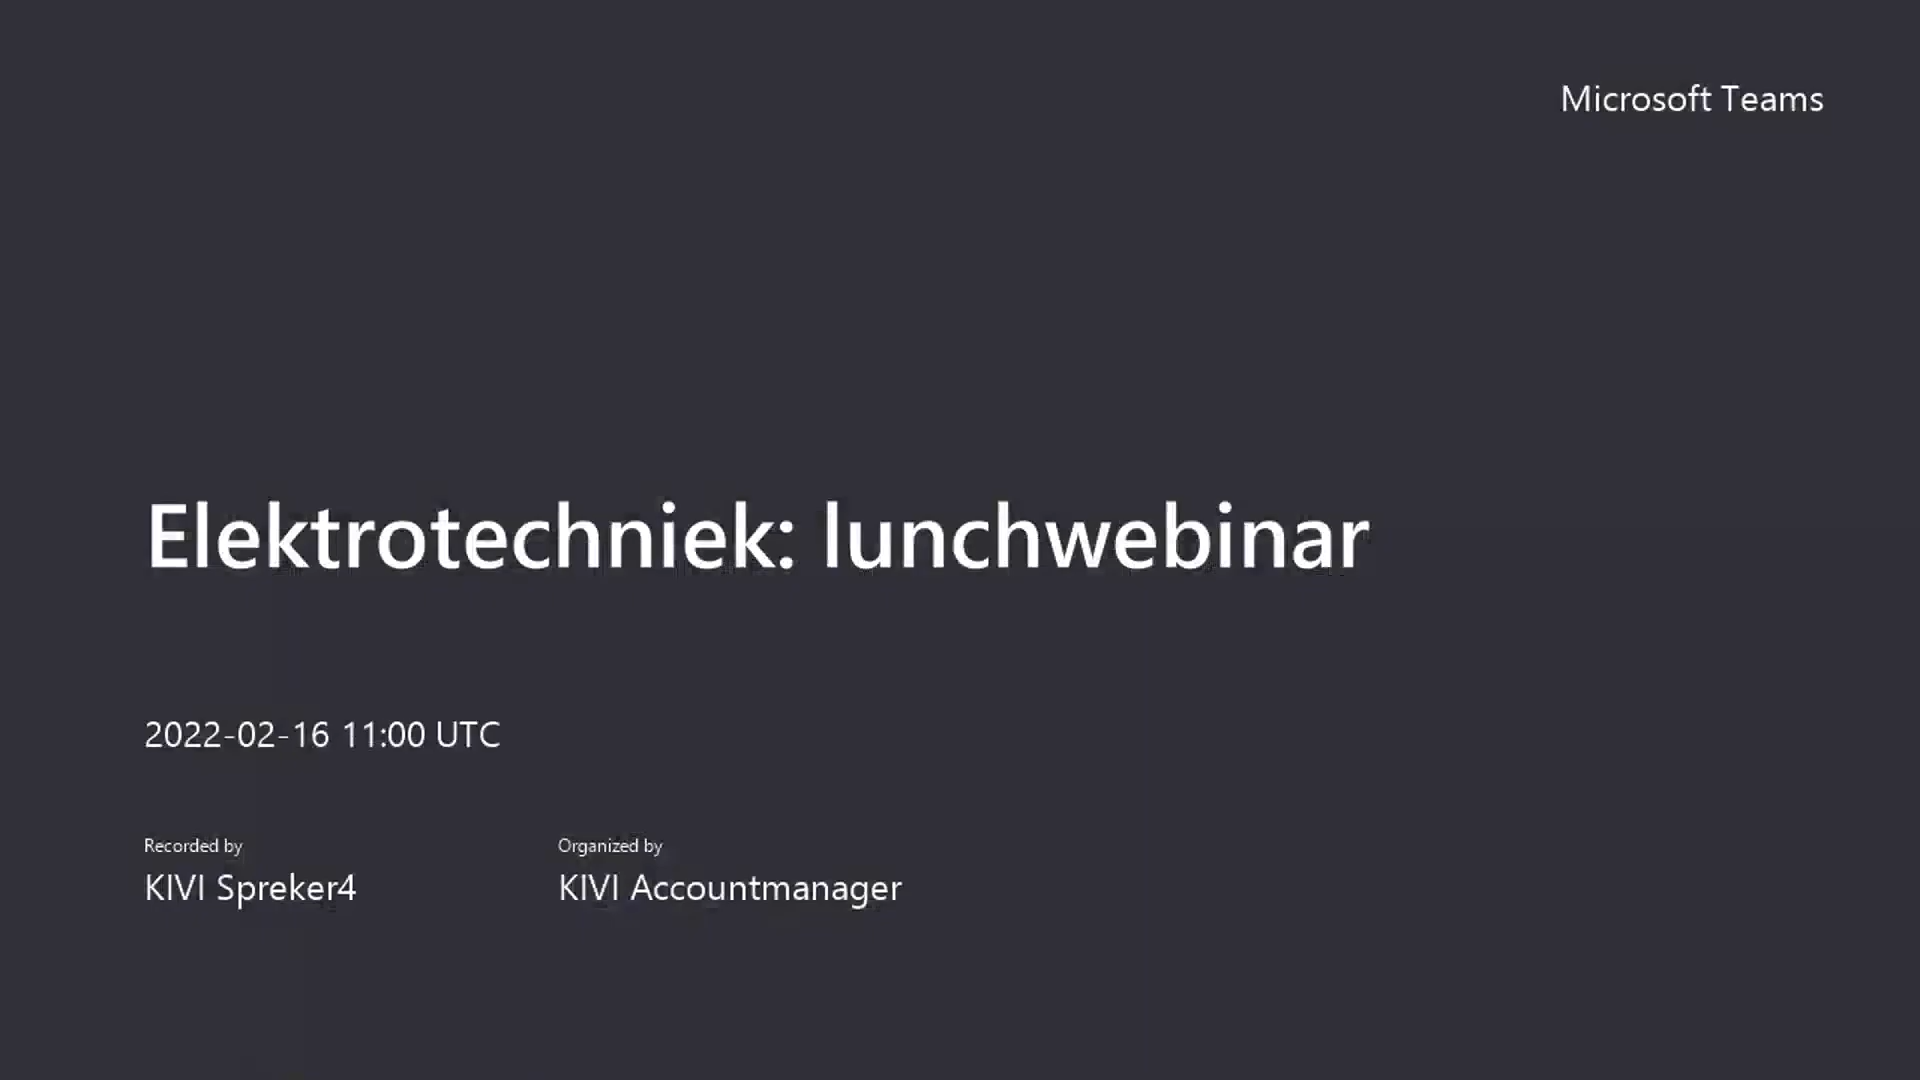 Microsoft Teams
Elektrotechniek: lunchwebinar
2022-02-16 11:00 UTC
Recorded by
KIVI Spreker4
Organized by
KIVI Accountmanager